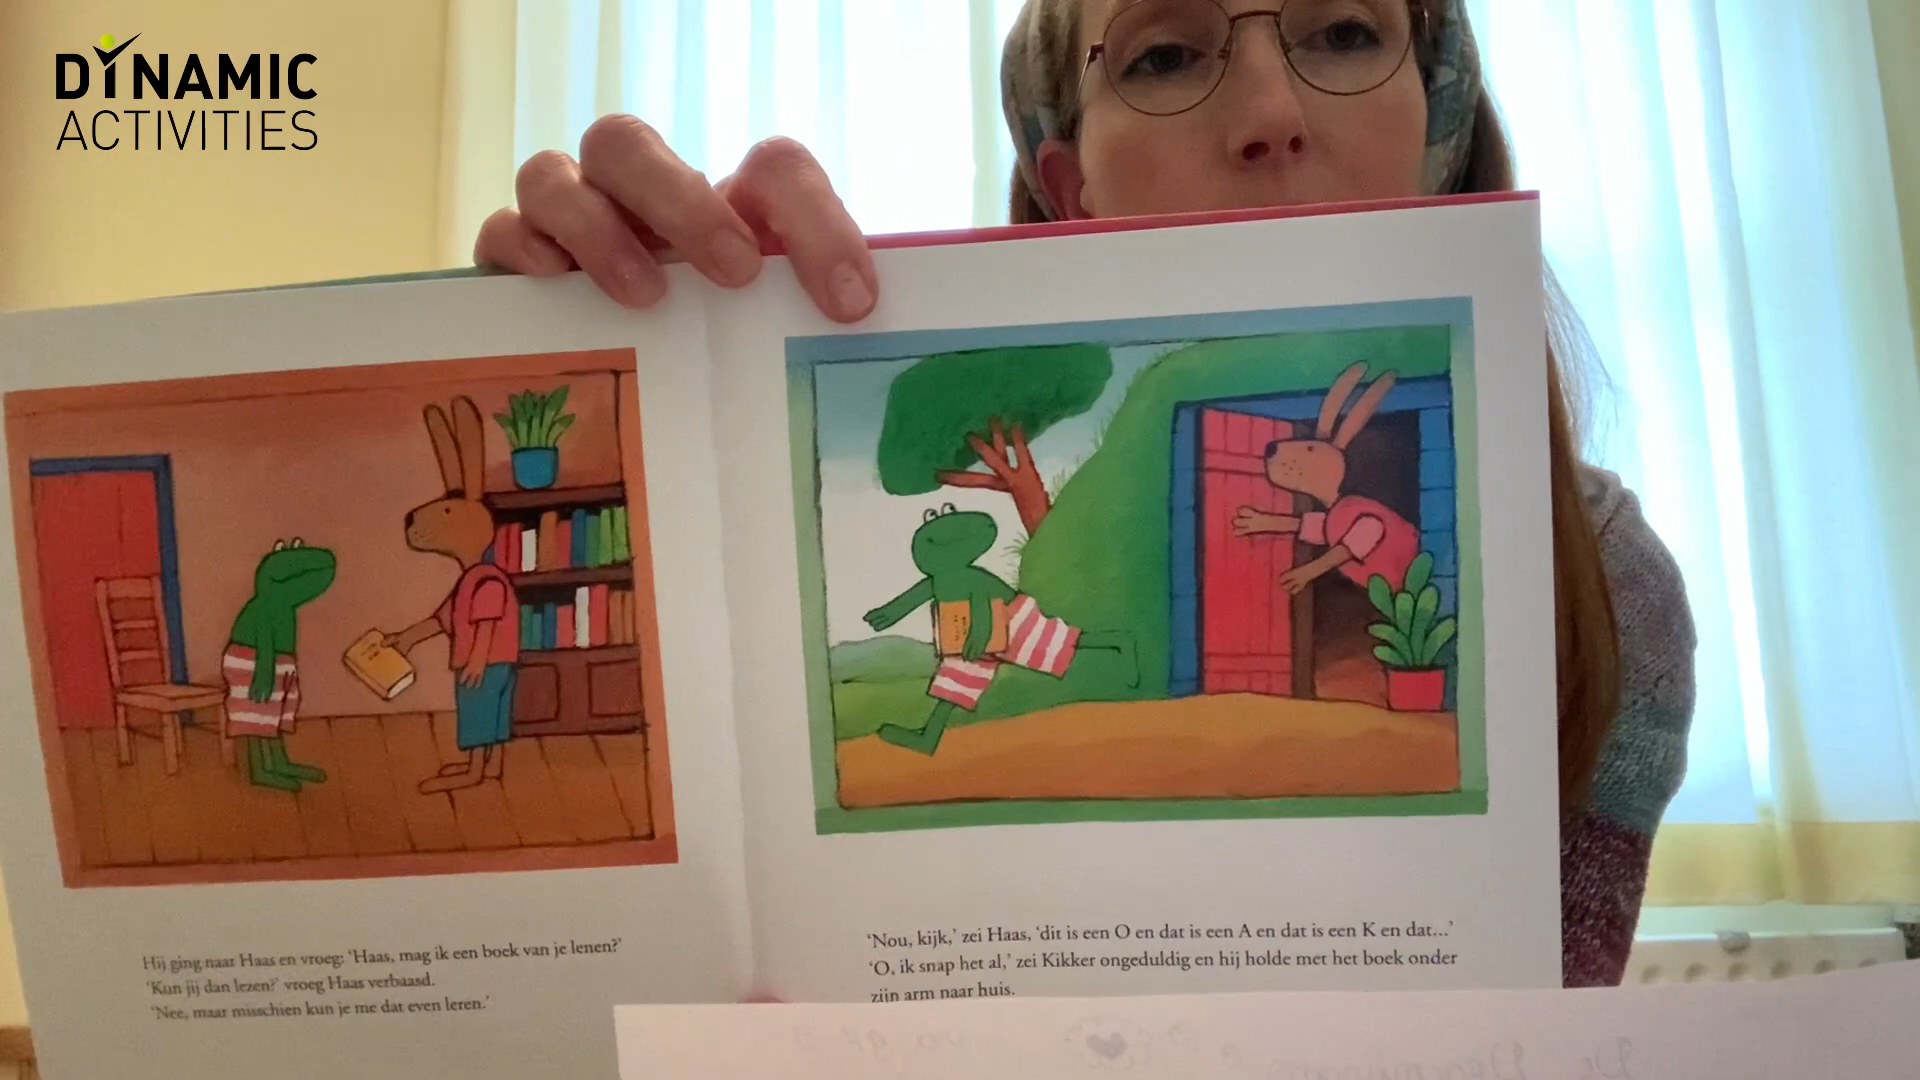 DYNAMIC
ACTIVITIES
Hij ging naar Haas en vroeg: ‘Haas, mag ik een boek van je lenen?’
‘Kun jij dan lezen?’ vroeg Haas verbaasd.
‘Nee, maar misschien kun je me dat even leren.’
‘Nou, kijk,’ zei Haas, ‘dit is een O en dat is een A en dat is een K en dat...’
‘O, ik snap het al,’ zei Kikker ongeduldig en hij holde met het boek onder
zijn arm naar huis.